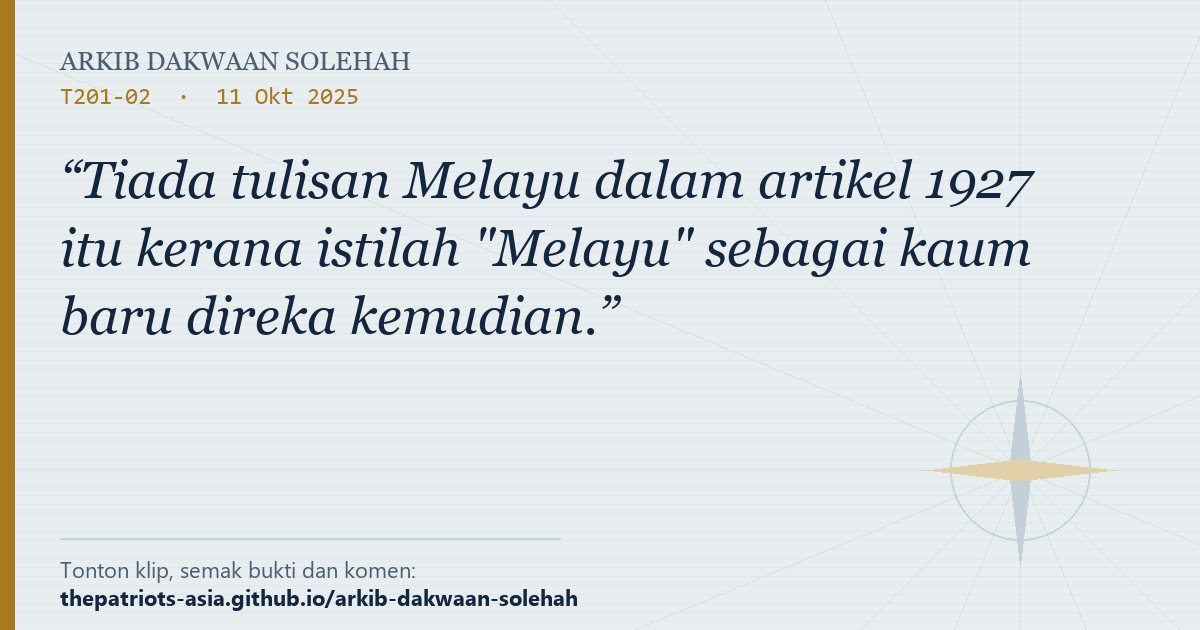 ARKIB DAKWAAN SOLEHAH
T201-02 · 11 Okt 2025
“Tiada tulisan Melayu dalam artikel 1927
itu kerana istilah "Melayu" sebagai kaum
baru direka kemudian.”
Tonton klip, semak bukti dan komen:
thepatriots-asia.github.io/arkib-dakwaan-solehah